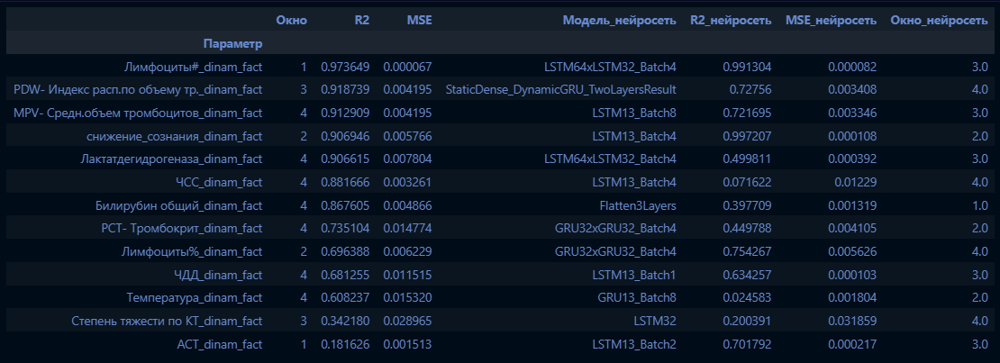 Окно R2 MSE Модель_нейросеть R2_нейросеть MSE_нейросеть Окно_нейросеть
Параметр
Лимфоциты#_dinam_fact 1 0.973649 0.000067 LSTM64xLSTM32_Batch4 0.991304 0.000082 3.0
PDW- Индекс расп.по объему тр._dinam_fact 3 0.918739 0.004195 StaticDense_DynamicGRU_TwoLayersResult 0.72756 0.003408 4.0
MPV- Средн.объем тромбоцитов_dinam_fact 4 0.912909 0.004195 LSTM13_Batch8 0.721695 0.003346 3.0
снижение_сознания_dinam_fact 2 0.906946 0.005766 LSTM13_Batch4 0.997207 0.000108 2.0
Лактатдегидрогеназа_dinam_fact 4 0.906615 0.007804 LSTM64xLSTM32_Batch4 0.499811 0.000392 3.0
ЧСС_dinam_fact 4 0.881666 0.003261 LSTM13_Batch4 0.071622 0.01229 4.0
Билирубин общий_dinam_fact 4 0.867605 0.004866 Flatten3Layers 0.397709 0.001319 1.0
PCT- Тромбокрит_dinam_fact 4 0.735104 0.014774 GRU32xGRU32_Batch4 0.449788 0.004105 2.0
Лимфоциты%_dinam_fact 2 0.696388 0.006229 GRU32xGRU32_Batch4 0.754267 0.005626 4.0
ЧДД_dinam_fact 4 0.681255 0.011515 LSTM13_Batch1 0.634257 0.000103 3.0
Температура_dinam_fact 4 0.608237 0.015320 GRU13_Batch8 0.024583 0.001804 2.0
Степень тяжести по КТ_dinam_fact 3 0.342180 0.028965 LSTM32 0.200391 0.031859 4.0
АСТ_dinam_fact 1 0.181626 0.001513 LSTM13_Batch2 0.701792 0.000217 3.0